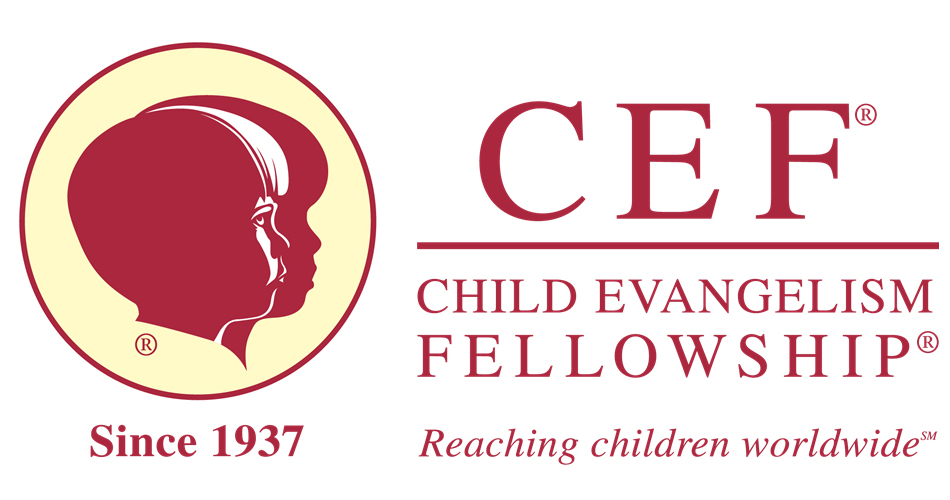 ®
Since 1937
CEF®
CHILD EVANGELISM
FELLOWSHIP®
Reaching children worldwide℠